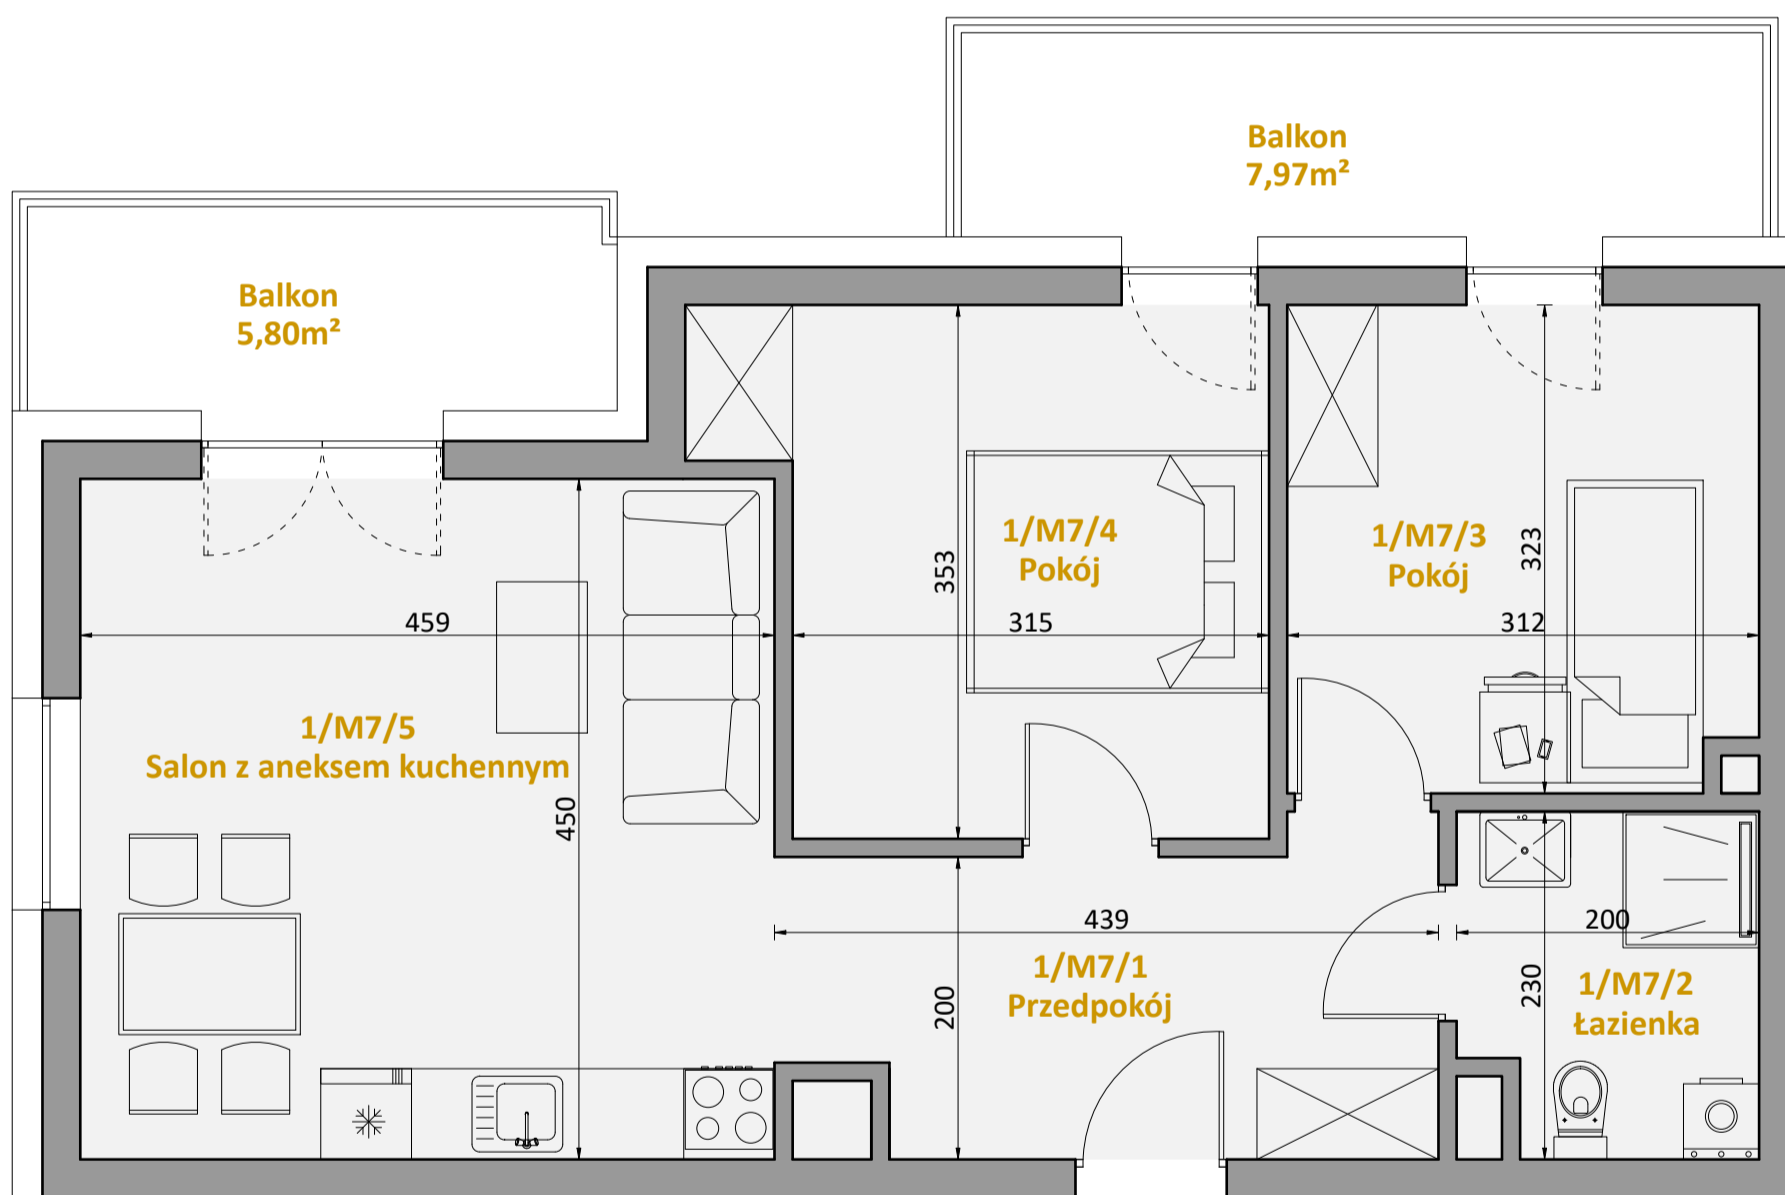 Balkon
7,97m²
Balkon
5,80m²
1/M7/4
Pokój
1/M7/3
Pokój
353
323
459
315
312
1/M7/5
Salon z aneksem kuchennym
450
439
200
1/M7/1
Przedpokój
200
230
1/M7/2
Łazienka